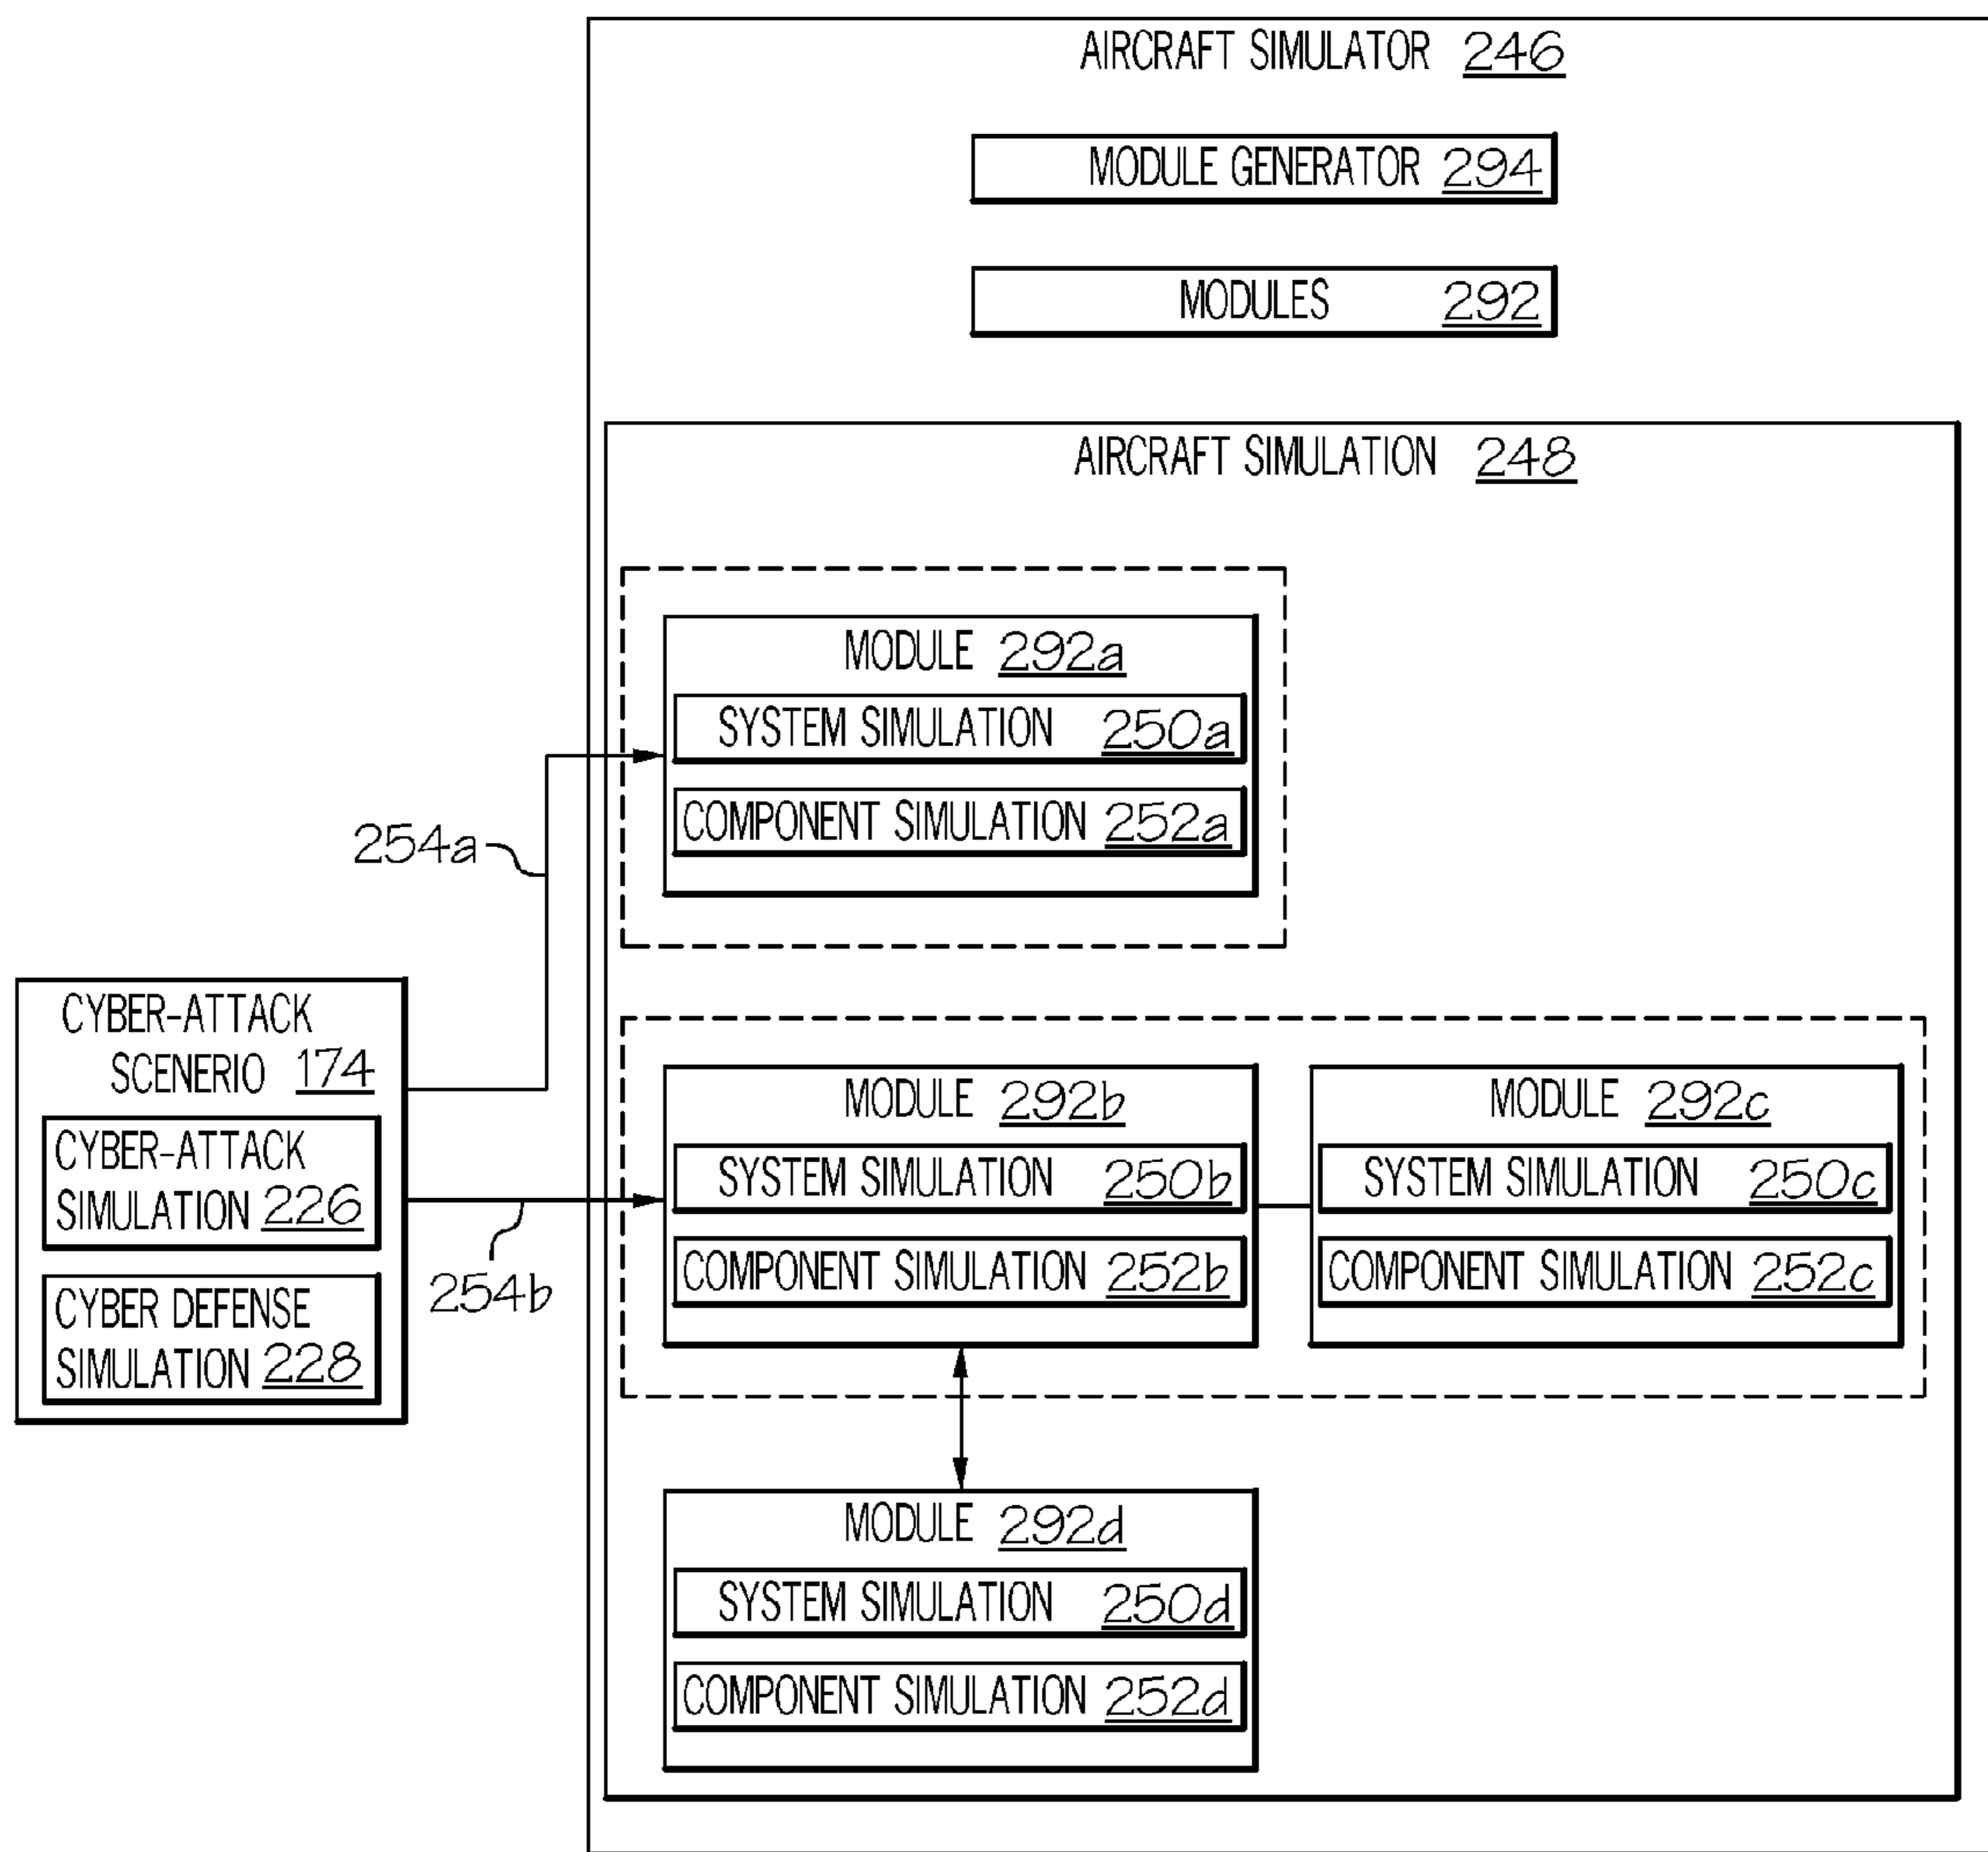 AIRCRAFT SIMULATOR 246
MODULE GENERATOR 294
MODULES 292
AIRCRAFT SIMULATION 248
MODULE 292a
SYSTEM SIMULATION 250a
COMPONENT SIMULATION 252a
254a
CYBER-ATTACK
SCENERIO 174
CYBER-ATTACK
SIMULATION 226
CYBER DEFENSE
SIMULATION 228
254b
MODULE 292b
SYSTEM SIMULATION 250b
COMPONENT SIMULATION 252b
MODULE 292c
SYSTEM SIMULATION 250c
COMPONENT SIMULATION 252c
MODULE 292d
SYSTEM SIMULATION 250d
COMPONENT SIMULATION 252d